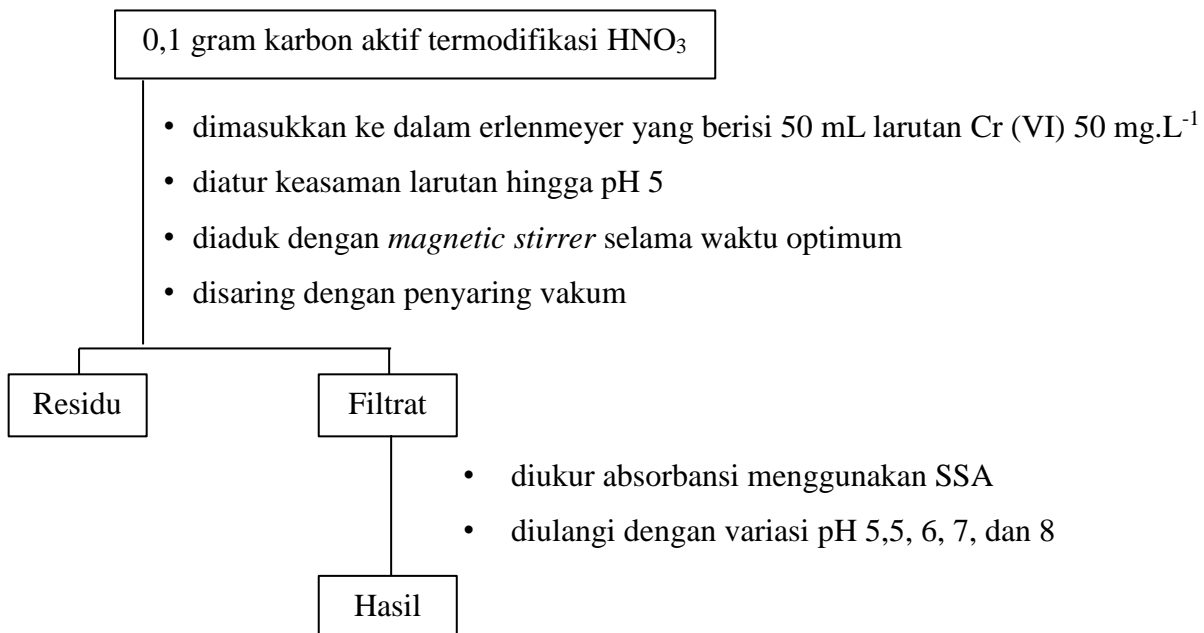 0,1 gram karbon aktif termodifikasi HNO₃
• dimasukkan ke dalam erlenmeyer yang berisi 50 mL larutan Cr (VI) 50 mg.L⁻¹
• diatur keasaman larutan hingga pH 5
• diaduk dengan magnetic stirrer selama waktu optimum
• disaring dengan penyaring vakum
Residu Filtrat
• diukur absorbansi menggunakan SSA
• diulangi dengan variasi pH 5,5, 6, 7, dan 8
Hasil